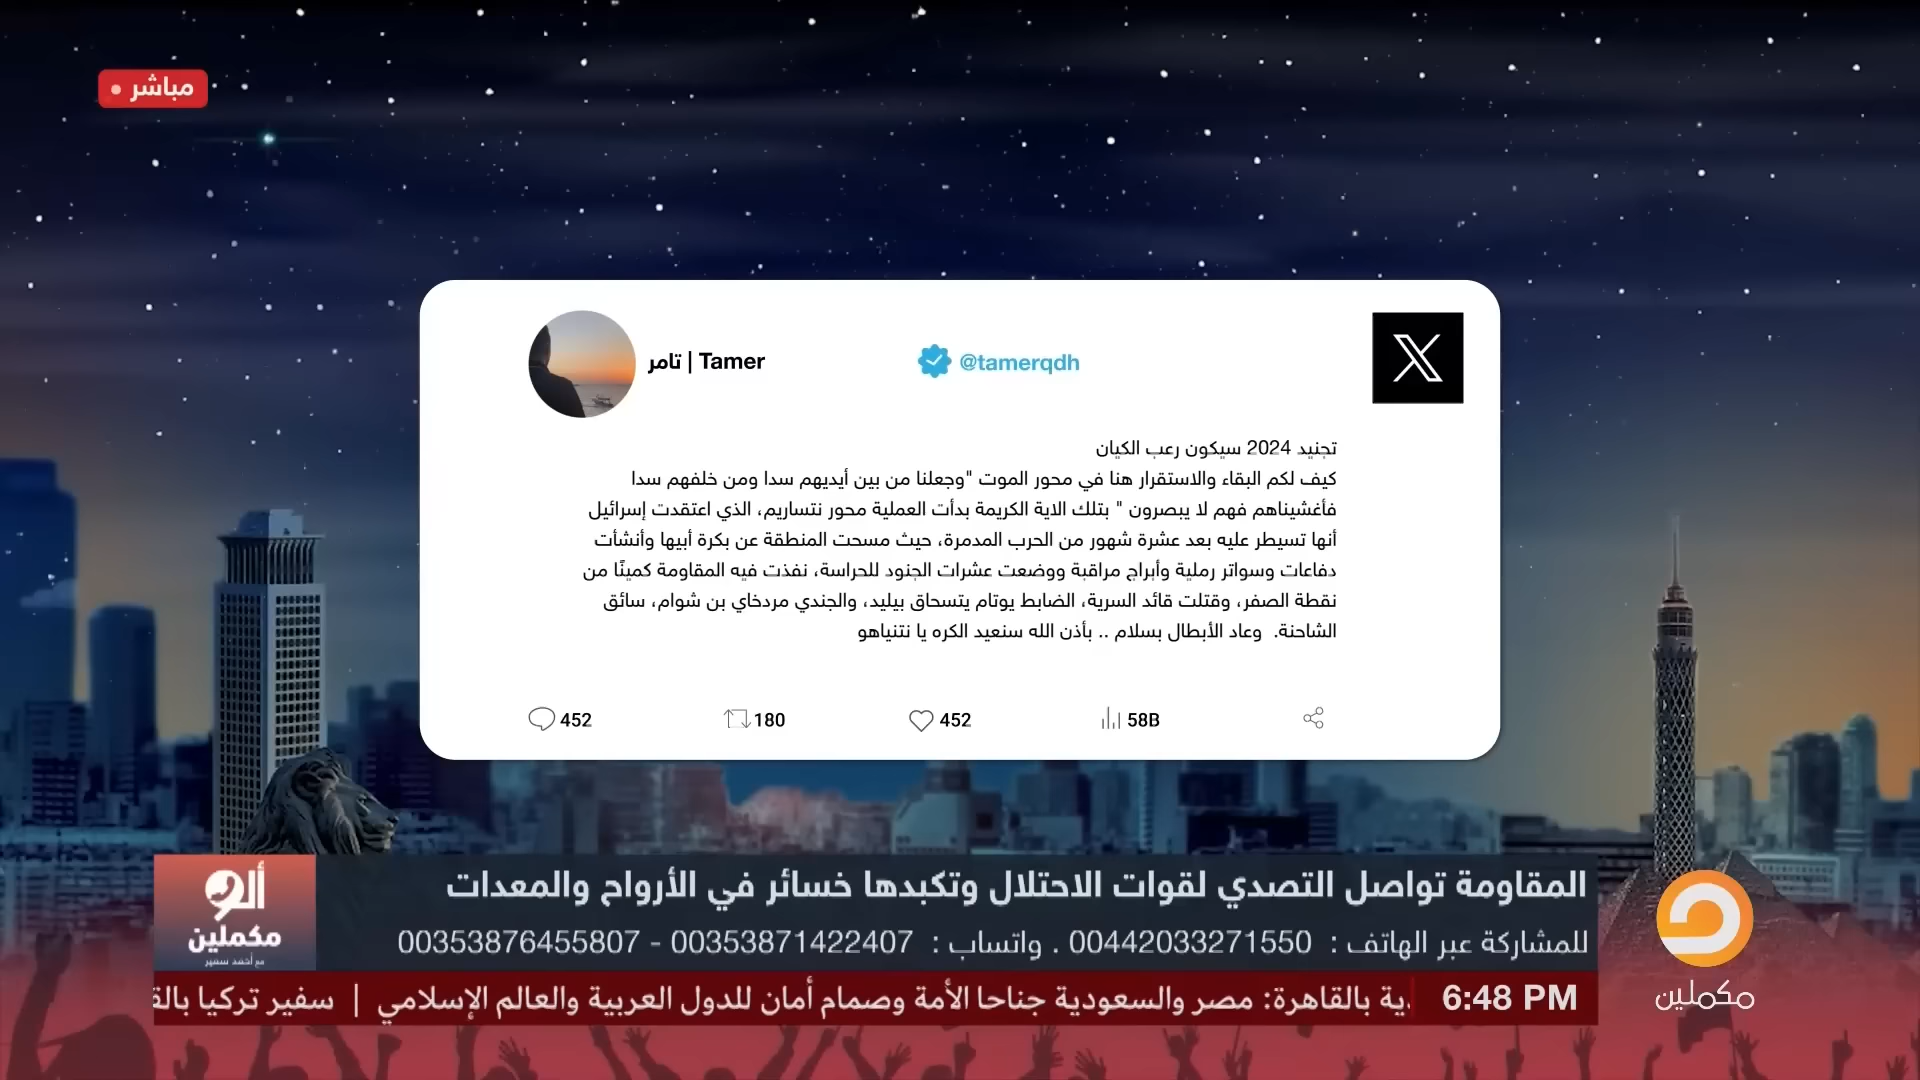 مباشر
تامر | Tamer
@tamerqdh
تجنيد 2024 سيكون رعب الكيان
كيف لكم البقاء والاستقرار هنا في محور الموت "وجعلنا من بين أيديهم سدا ومن خلفهم سدا
فأغشيناهم فهم لا يبصرون " بتلك الاية الكريمة بدأت العملية محور نتساريم، الذي اعتقدت إسرائيل
أنها تسيطر عليه بعد عشرة شهور من الحرب المدمرة، حيث مسحت المنطقة عن بكرة أبيها وأنشأت
دفاعات وسواتر رملية وأبراج مراقبة ووضعت عشرات الجنود للحراسة، نفذت فيه المقاومة كمينًا من
نقطة الصفر، وقتلت قائد السرية، الضابط يوتام يتسحاق بيليد، والجندي مردخاي بن شوام، سائق
الشاحنة. وعاد الأبطال بسلام .. بأذن الله سنعيد الكره يا نتنياهو
452 180 452 58B
المقاومة تواصل التصدي لقوات الاحتلال وتكبدها خسائر في الأرواح والمعدات
للمشاركة عبر الهاتف : 00442033271550 . واتساب : 00353871422407 - 00353876455807
ألو
مكملين
مع أحمد سمير
6:48 PM
دية بالقاهرة: مصر والسعودية جناحا الأمة وصمام أمان للدول العربية والعالم الإسلامي | سفير تركيا
مكملين